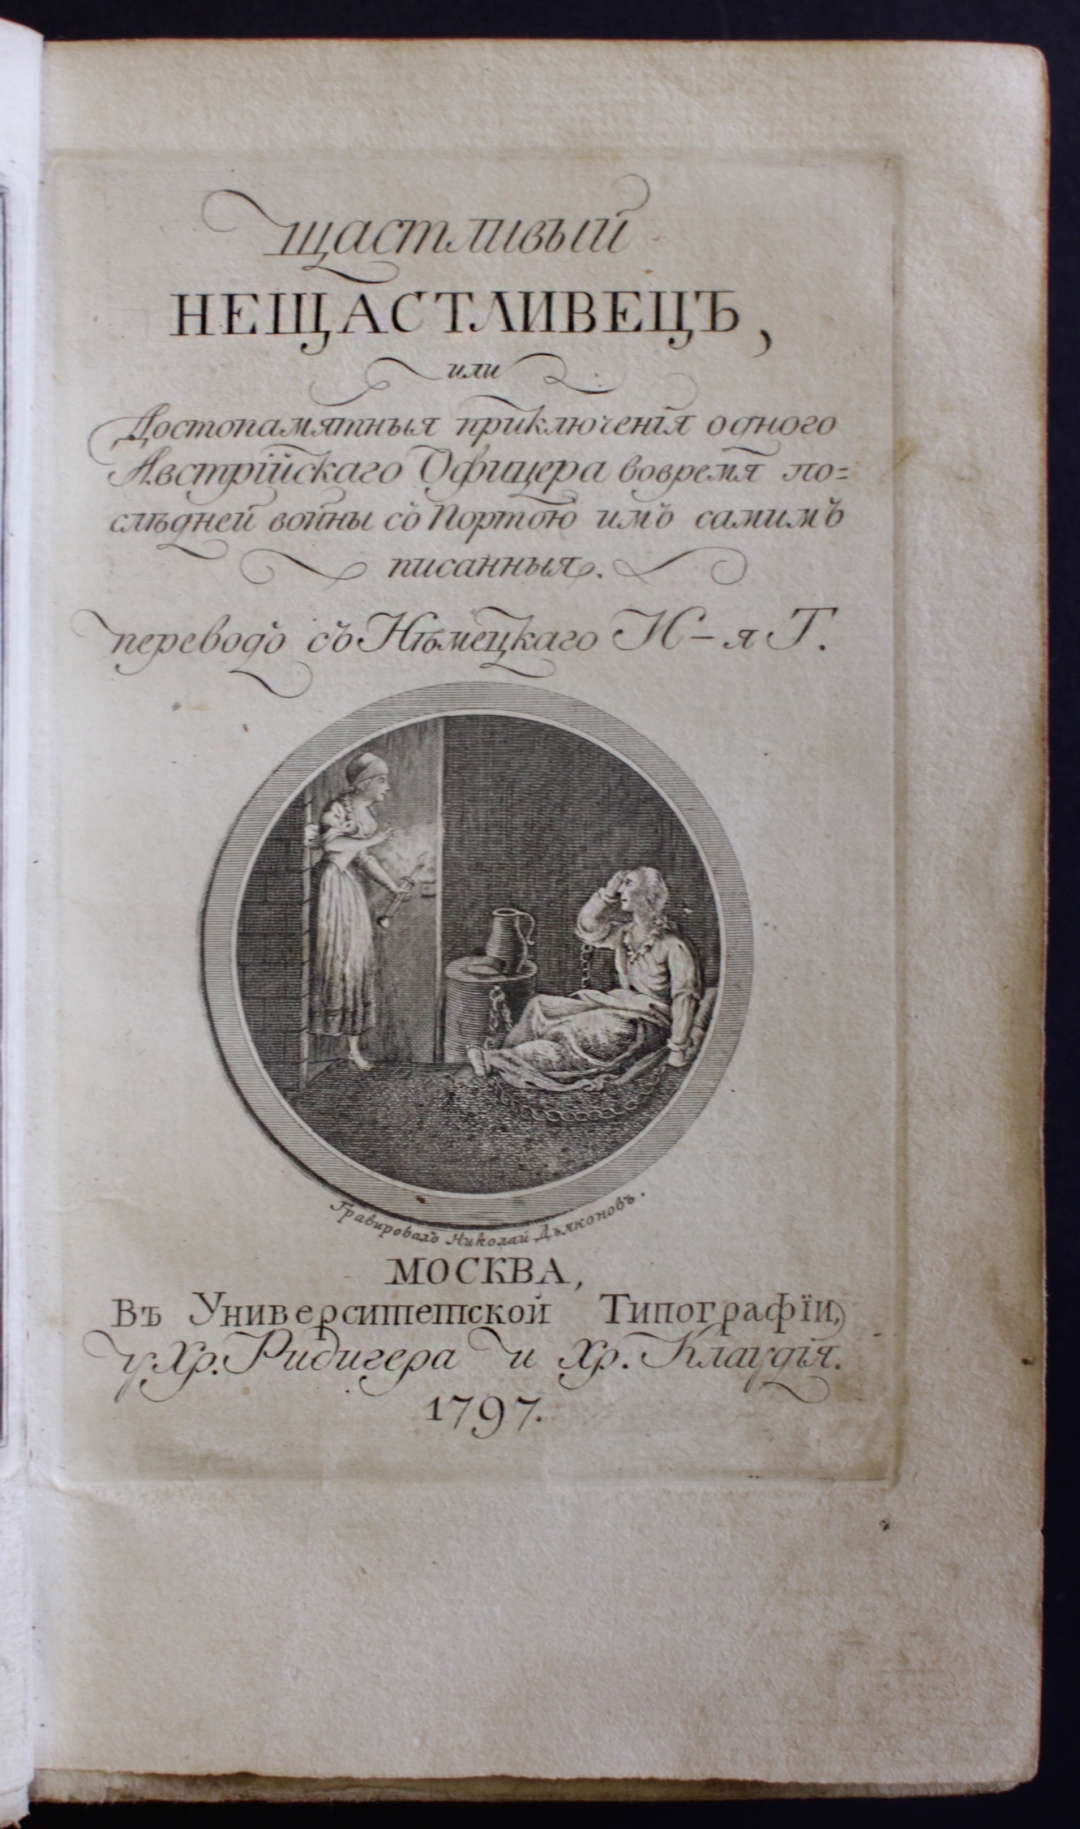 Щастливый
НЕЩАСТЛИВЕЦЪ,
или
Достопамятныя приключенія одного
Австрійскаго Офицера вовремя по=
слѣдней войны съ Портою имъ самимъ
писанныя.
переводъ съ Нѣмецкаго И–я Г.
Гравировалъ Николай Дьяконовъ.
МОСКВА,
Въ Университетской Типографіи,
у Хр. Ридигера и Хр. Клаудія.
1797.